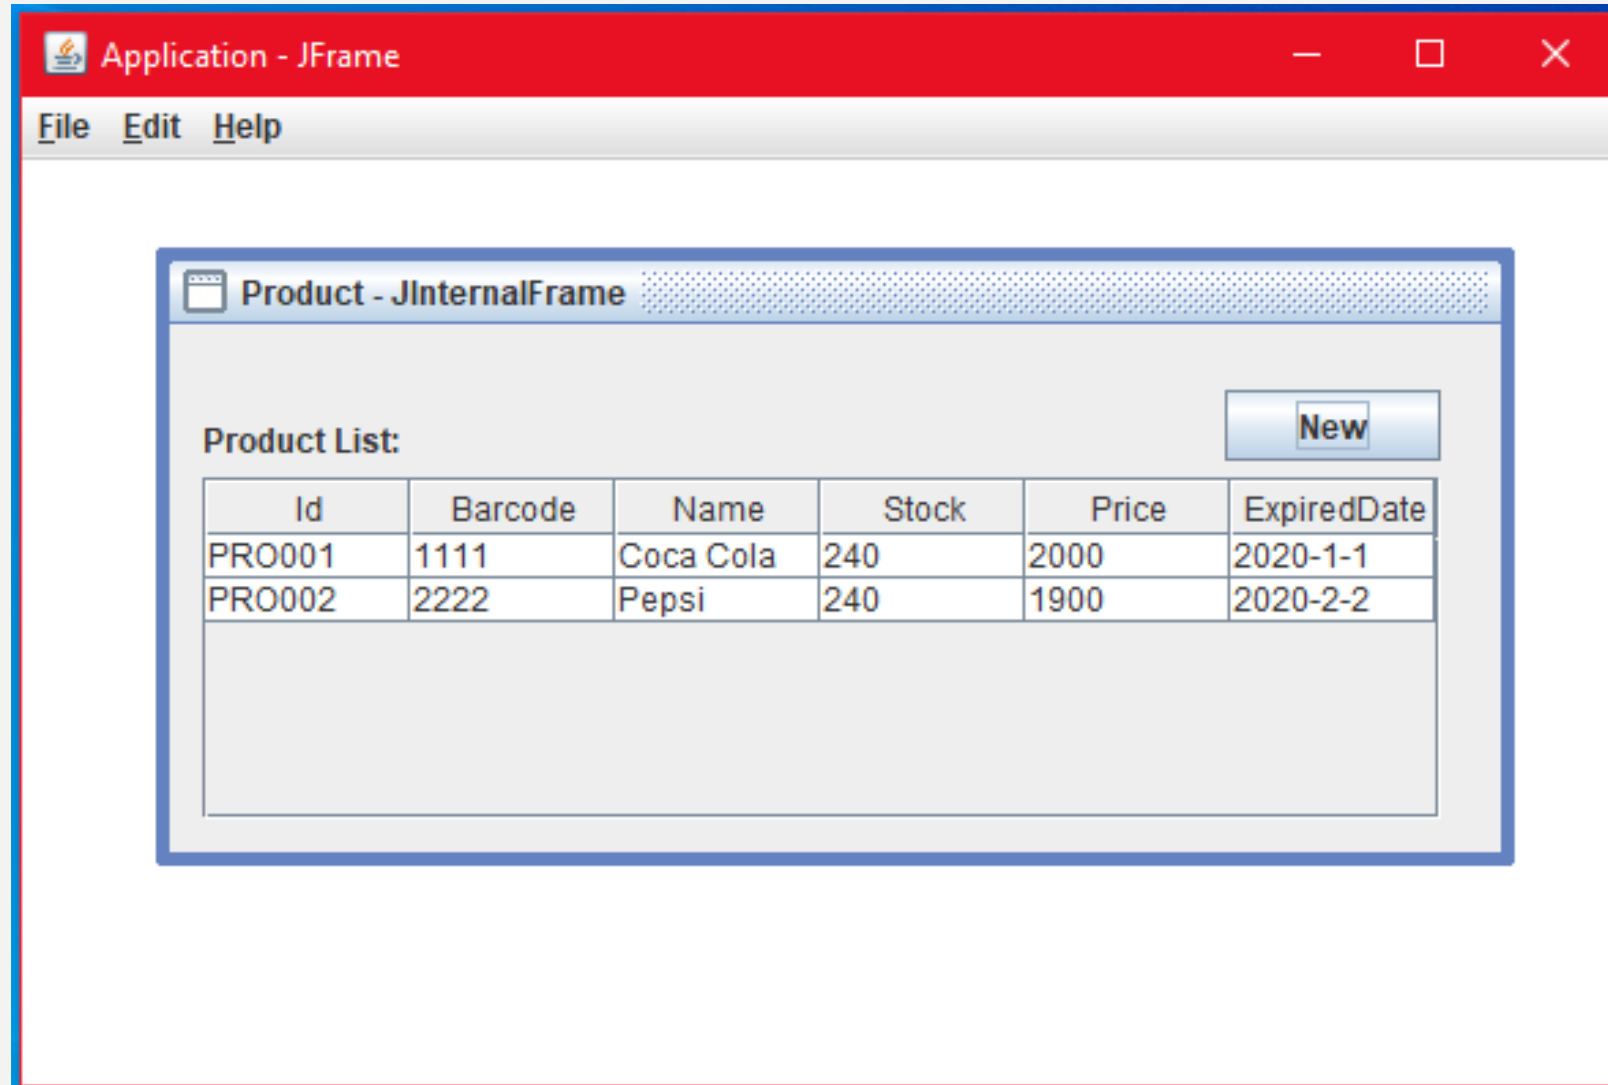 Application - JFrame
File Edit Help
Product - JInternalFrame
New
Product List:
Id Barcode Name Stock Price ExpiredDate
PRO001 1111 Coca Cola 240 2000 2020-1-1
PRO002 2222 Pepsi 240 1900 2020-2-2